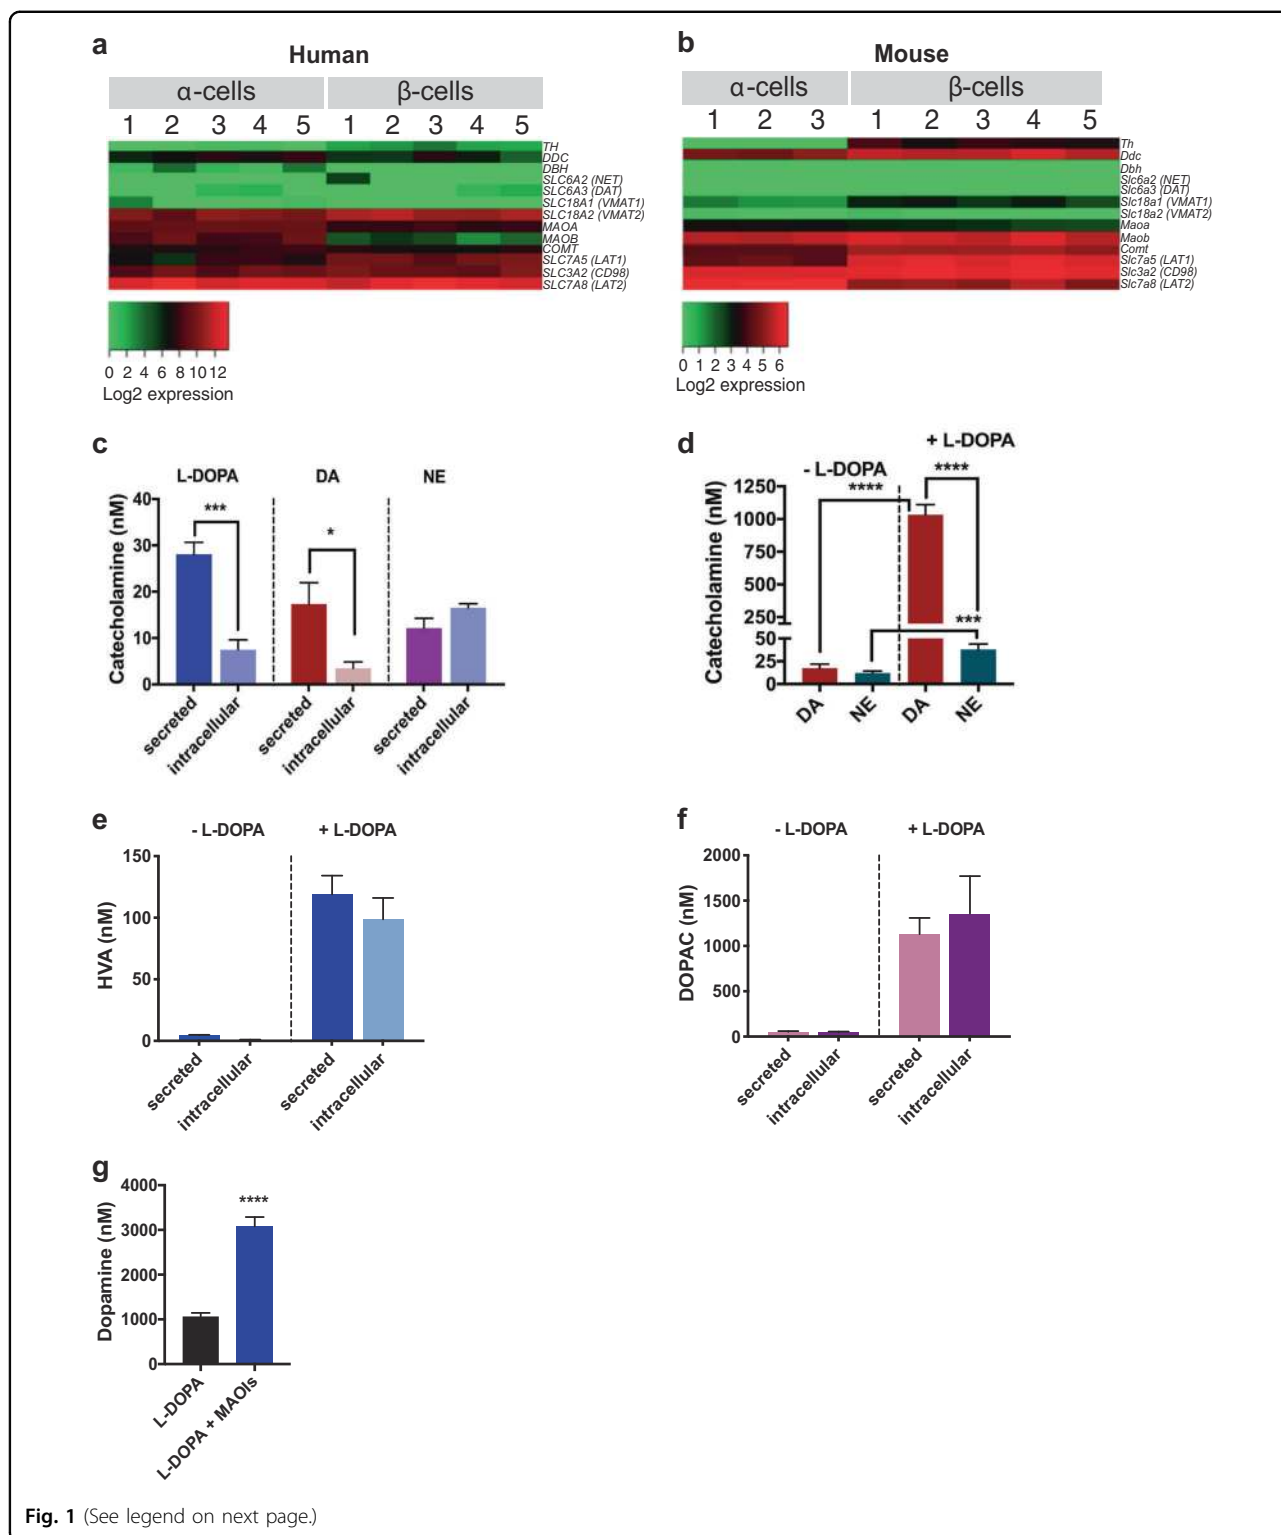 a
Human
α-cells β-cells
1 2 3 4 5 1 2 3 4 5
TH
DDC
DBH
SLC6A2 (NET)
SLC6A3 (DAT)
SLC18A1 (VMAT1)
SLC18A2 (VMAT2)
MAOA
MAOB
COMT
SLC7A5 (LAT1)
SLC3A2 (CD98)
SLC7A8 (LAT2)
0 2 4 6 8 10 12
Log2 expression
b
Mouse
α-cells β-cells
1 2 3 1 2 3 4 5
Th
Ddc
Dbh
Slc6a2 (NET)
Slc6a3 (DAT)
Slc18a1 (VMAT1)
Slc18a2 (VMAT2)
Maoa
Maob
Comt
Slc7a5 (LAT1)
Slc3a2 (CD98)
Slc7a8 (LAT2)
0 1 2 3 4 5 6
Log2 expression
c
L-DOPA DA NE
Catecholamine (nM)
40
30
20
10
0
***
*
secreted
intracellular
secreted
intracellular
secreted
intracellular
d
- L-DOPA
+ L-DOPA
Catecholamine (nM)
1250
1000
750
500
250
50
25
0
****
****
***
DA
NE
DA
NE
e
- L-DOPA + L-DOPA
HVA (nM)
150
100
50
0
secreted
intracellular
secreted
intracellular
f
- L-DOPA + L-DOPA
DOPAC (nM)
2000
1500
1000
500
0
secreted
intracellular
secreted
intracellular
g
Dopamine (nM)
4000
3000
2000
1000
0
****
L-DOPA
L-DOPA + MAOIs
Fig. 1 (See legend on next page.)